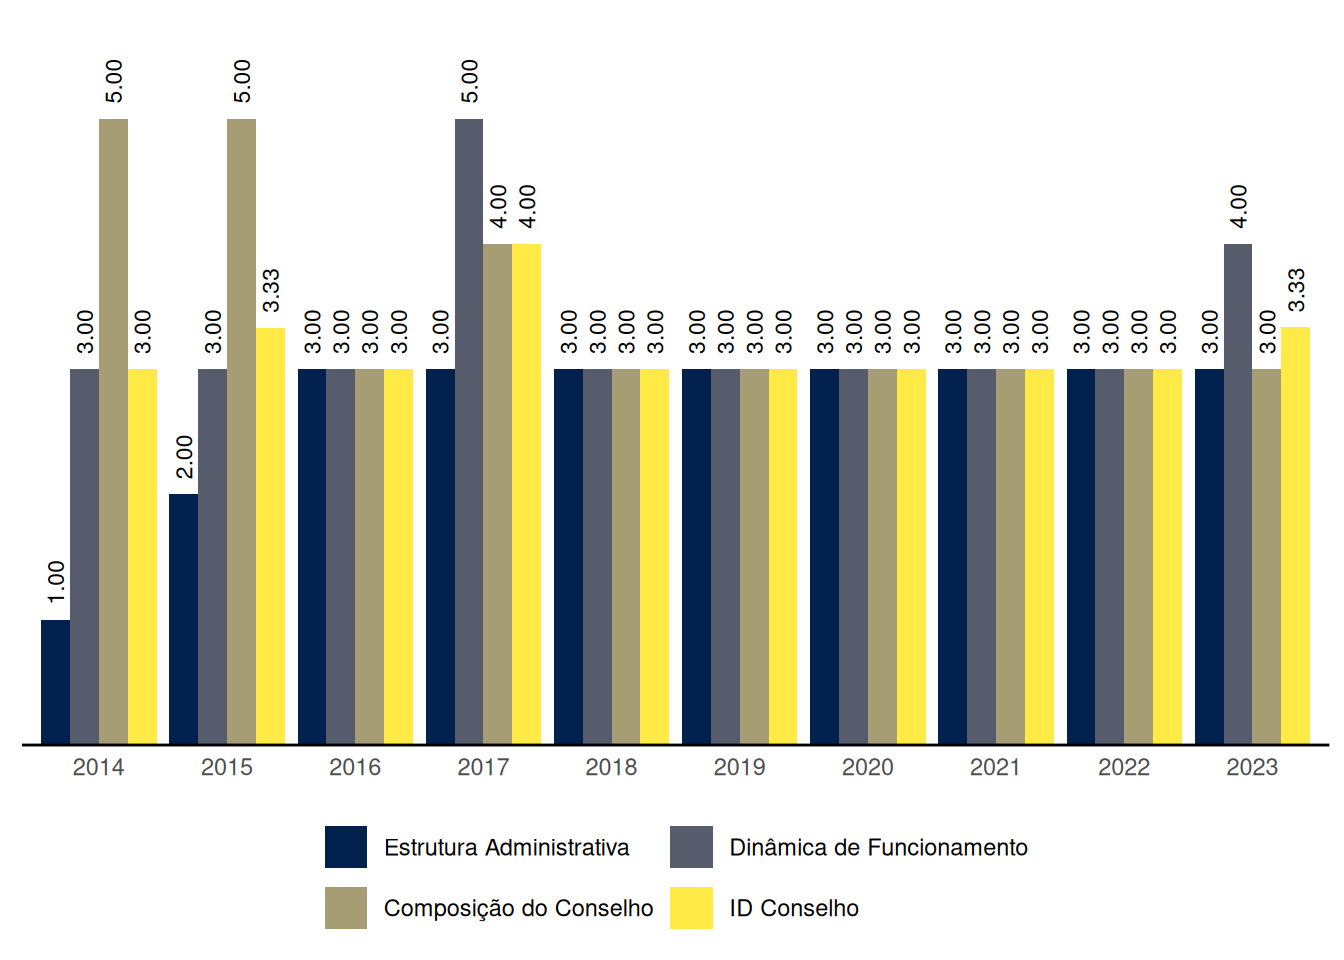 5.00 5.00 5.00
4.00 4.00 4.00
3.33 3.33
3.00 3.00 3.00 3.00 3.00 3.00 3.00 3.00 3.00 3.00 3.00 3.00 3.00 3.00 3.00 3.00 3.00 3.00 3.00 3.00 3.00 3.00 3.00 3.00 3.00 3.00 3.00 3.00 3.00 3.00
2.00
1.00
2014 2015 2016 2017 2018 2019 2020 2021 2022 2023
Estrutura Administrativa Dinâmica de Funcionamento
Composição do Conselho ID Conselho